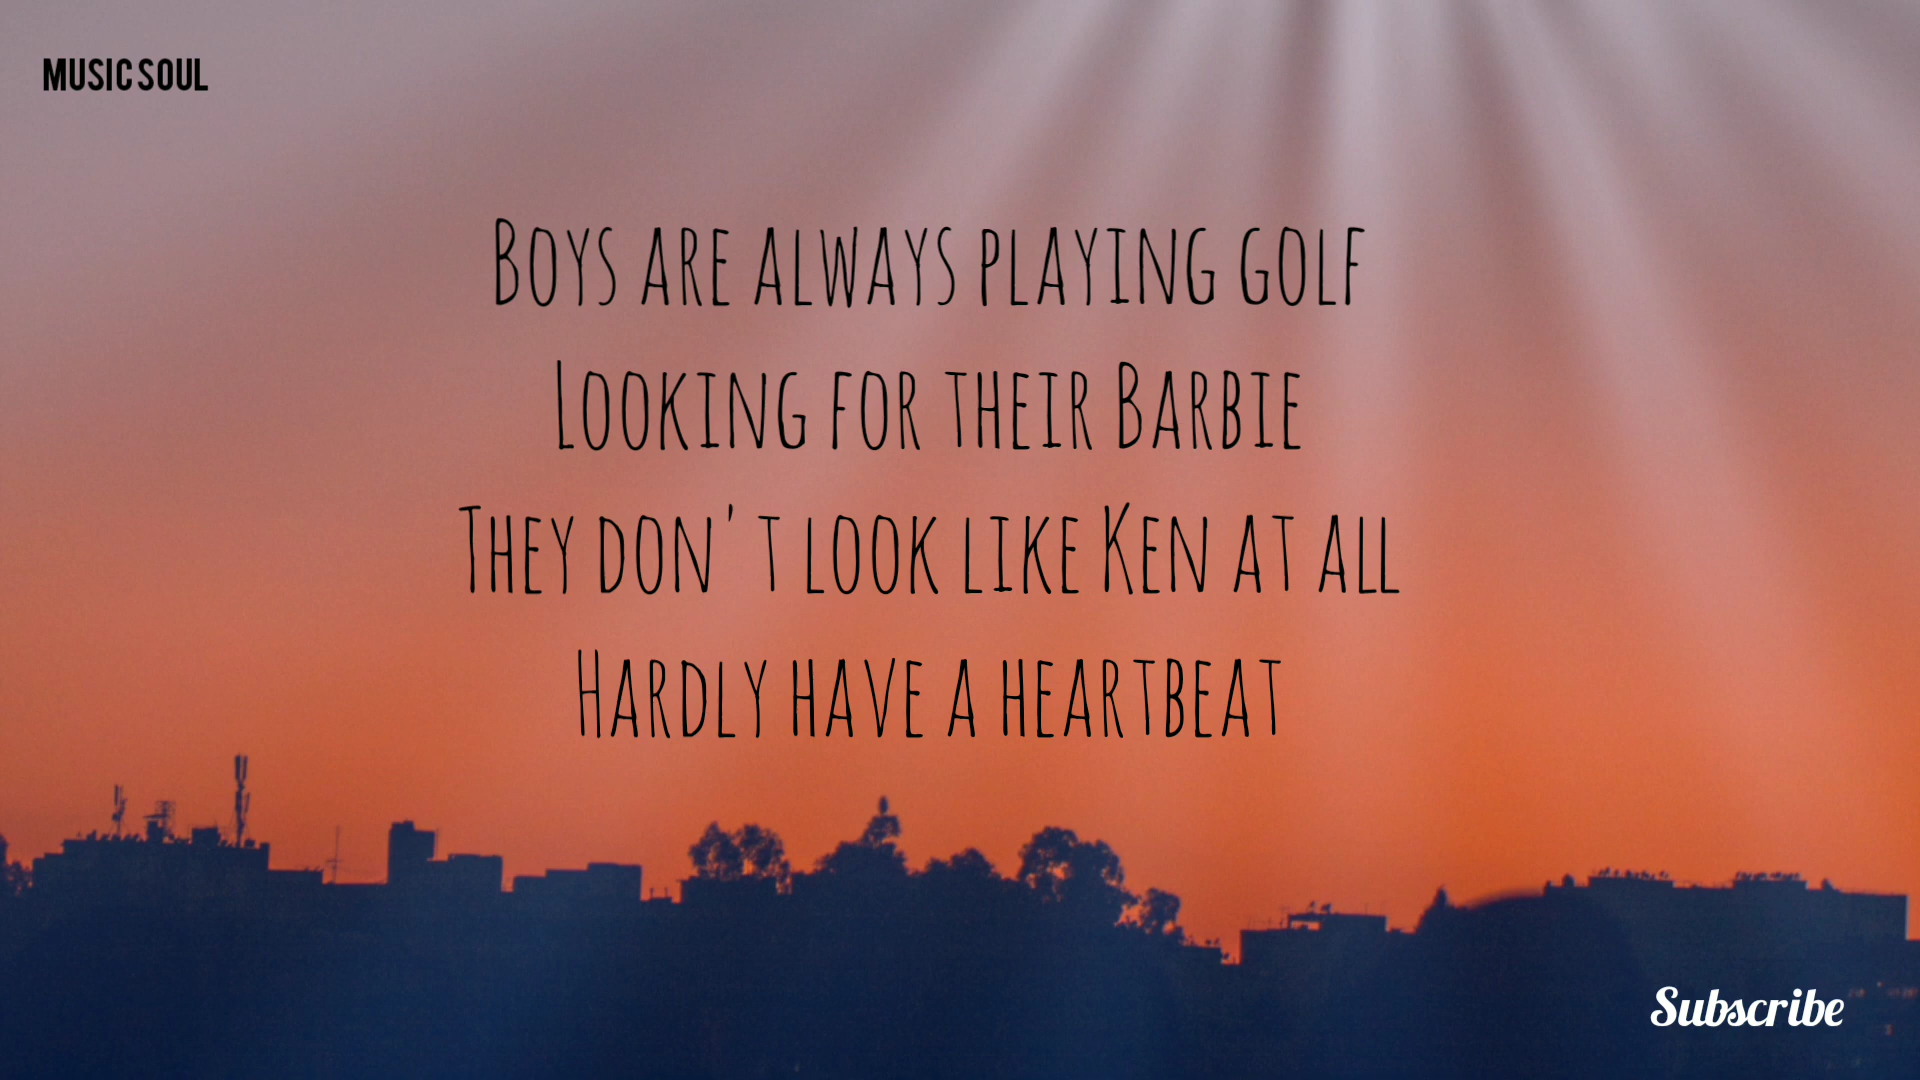 MUSIC SOUL
Boys are always playing golf
Looking for their Barbie
They don't look like Ken at all
Hardly have a heartbeat
Subscribe